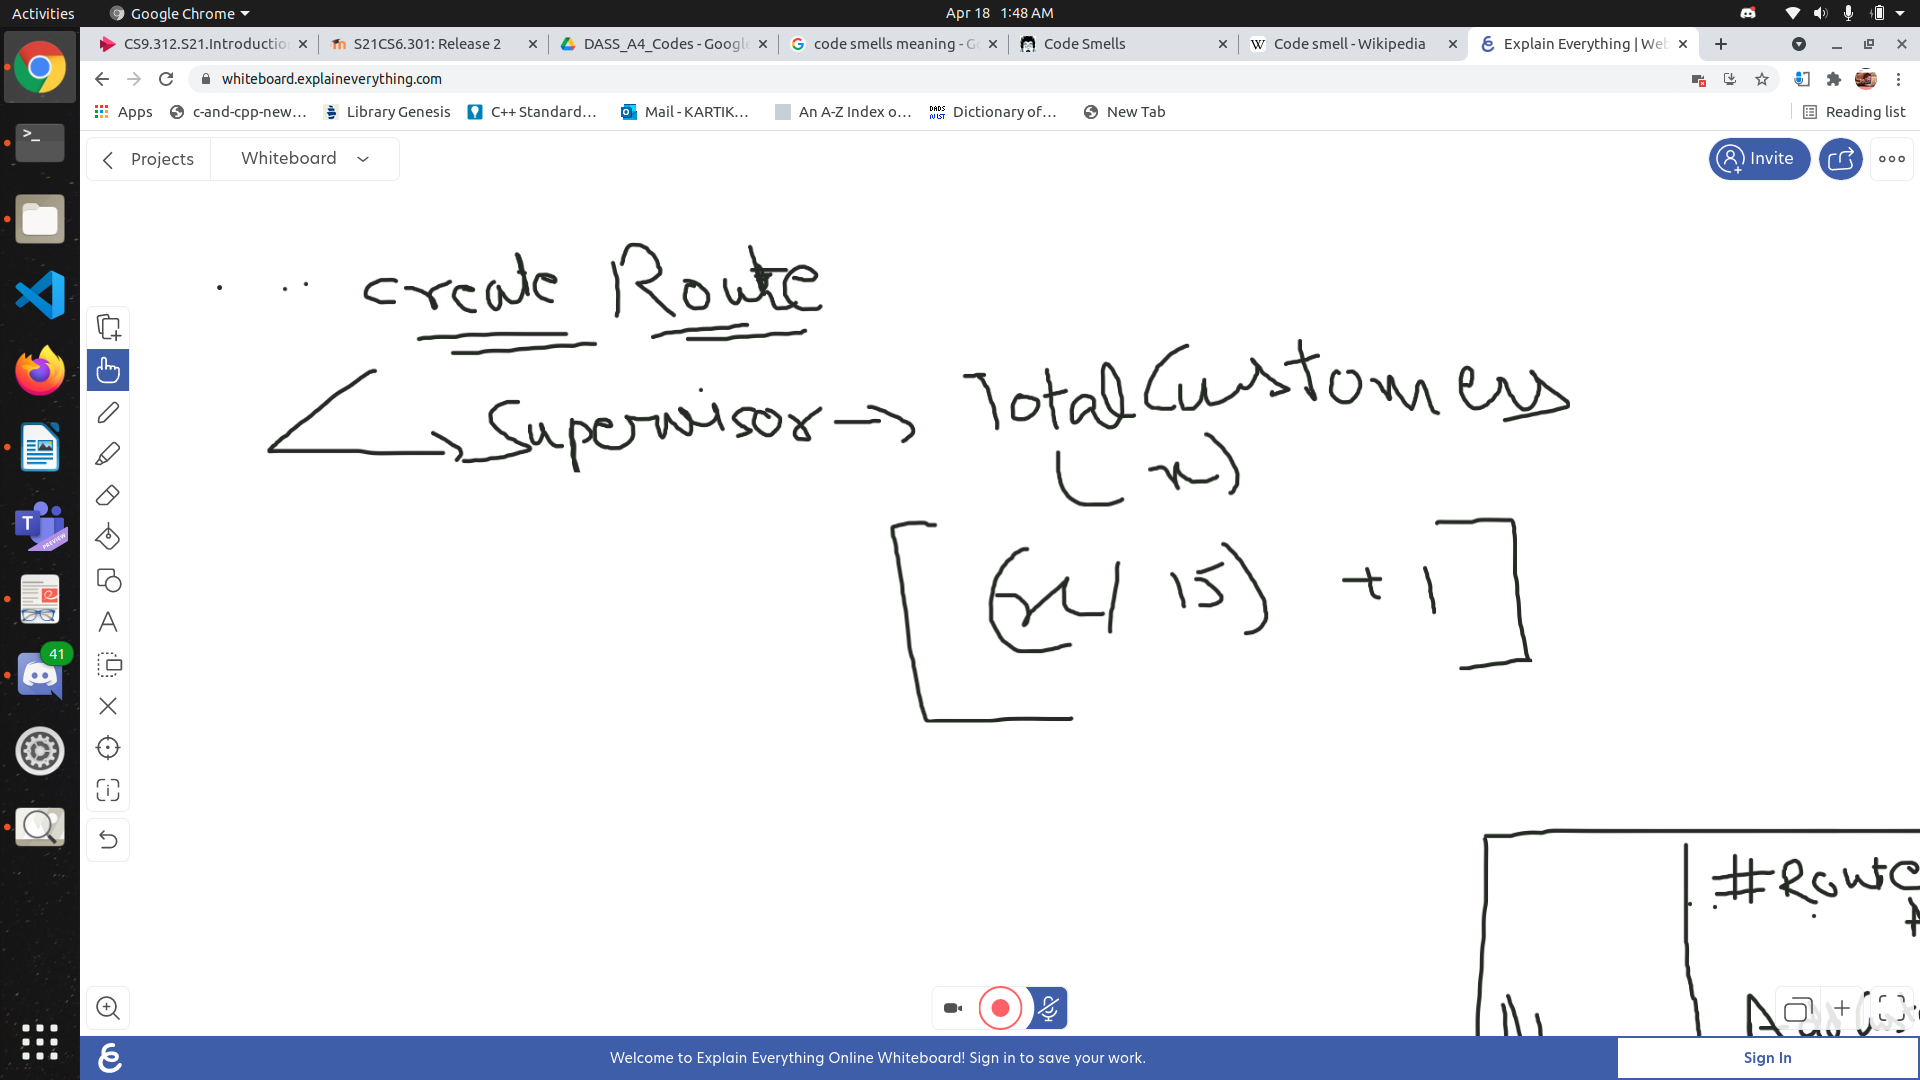 Activities Google Chrome Apr 18 1:48 AM
CS9.312.S21.Introductio S21CS6.301: Release 2 DASS_A4_Codes - Google code smells meaning - Go Code Smells Code smell - Wikipedia Explain Everything | Web
whiteboard.explaineverything.com
Apps c-and-cpp-new... Library Genesis C++ Standard... Mail - KARTIK... An A-Z Index o... Dictionary of... New Tab Reading list
Projects Whiteboard Invite
create Route
Supervisor → Total Customers
(x)
[(x/15) + 1]
41
#Route
Welcome to Explain Everything Online Whiteboard! Sign in to save your work. Sign In